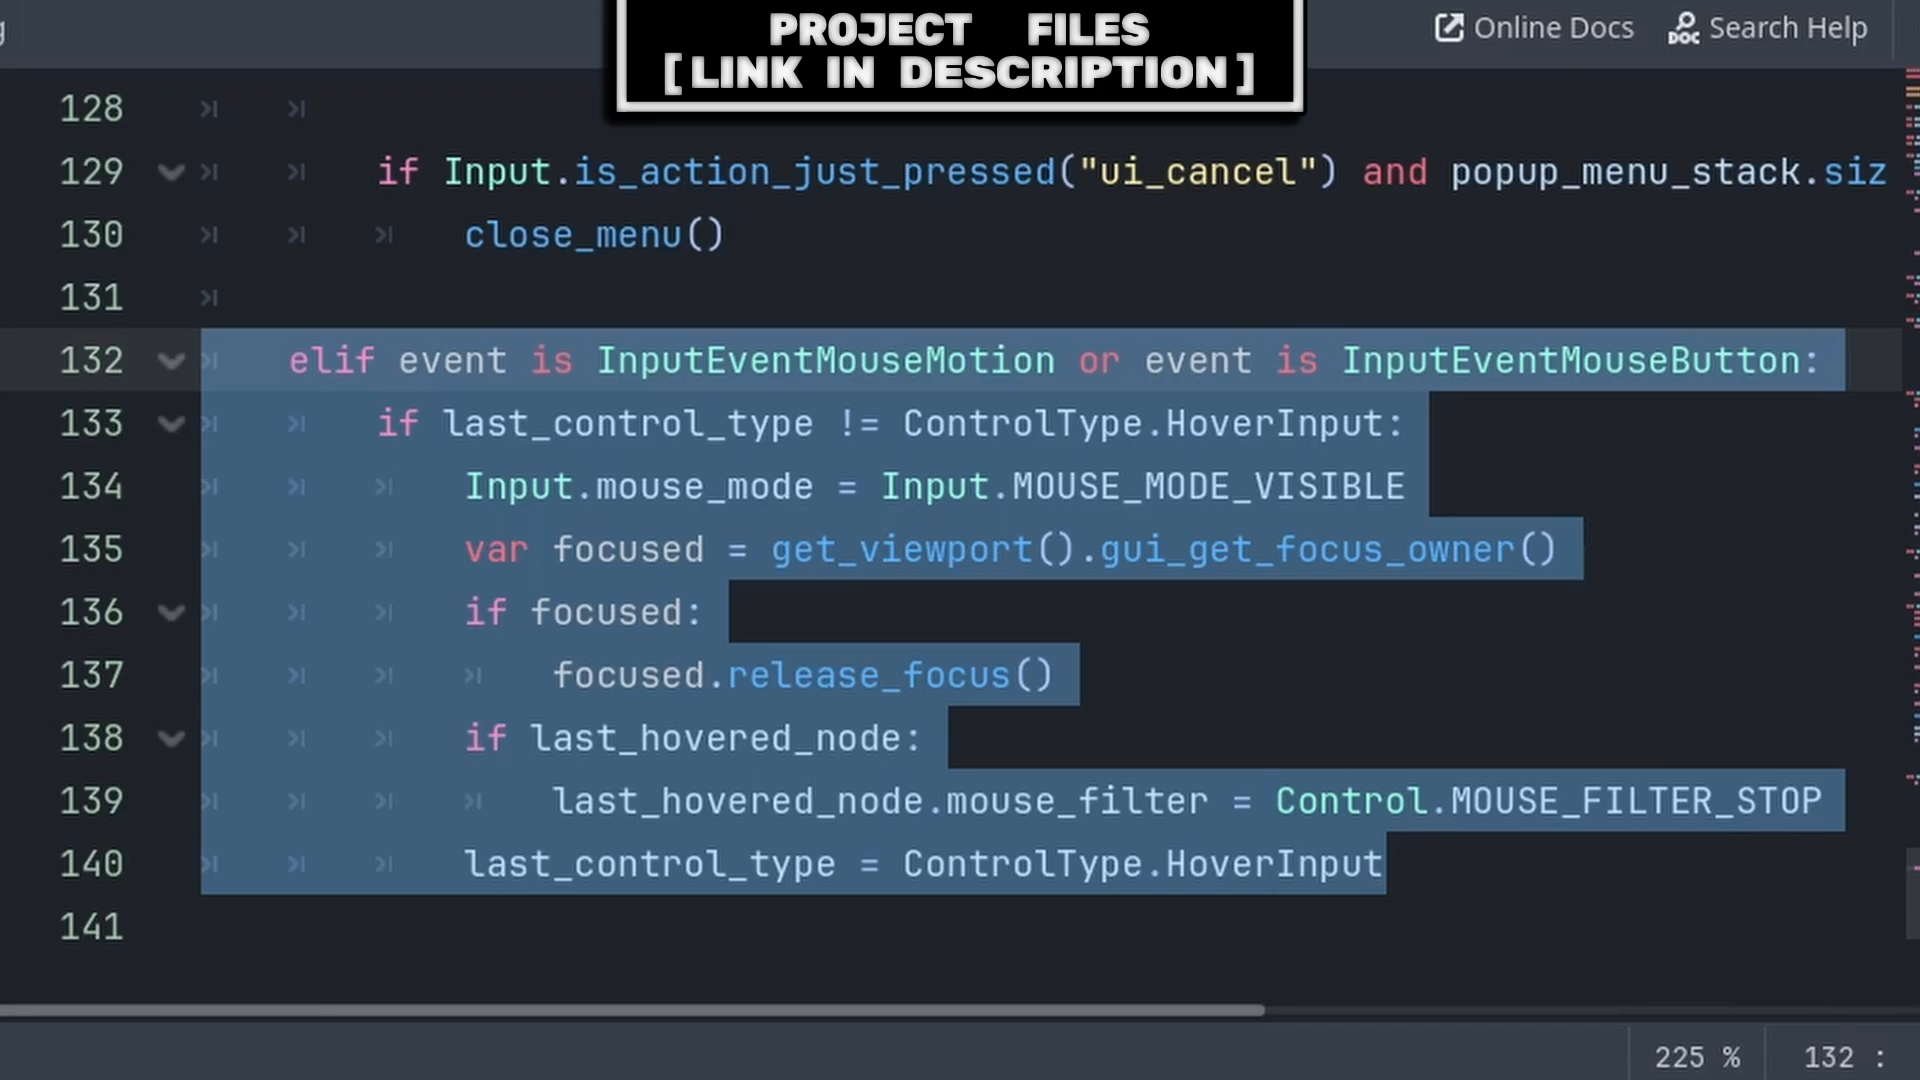 PROJECT FILES
[LINK IN DESCRIPTION]
Online Docs
DOC Search Help
128
129 if Input.is_action_just_pressed("ui_cancel") and popup_menu_stack.siz
130 close_menu()
131
132 elif event is InputEventMouseMotion or event is InputEventMouseButton:
133 if last_control_type != ControlType.HoverInput:
134 Input.mouse_mode = Input.MOUSE_MODE_VISIBLE
135 var focused = get_viewport().gui_get_focus_owner()
136 if focused:
137 focused.release_focus()
138 if last_hovered_node:
139 last_hovered_node.mouse_filter = Control.MOUSE_FILTER_STOP
140 last_control_type = ControlType.HoverInput
141
225 % 132 :